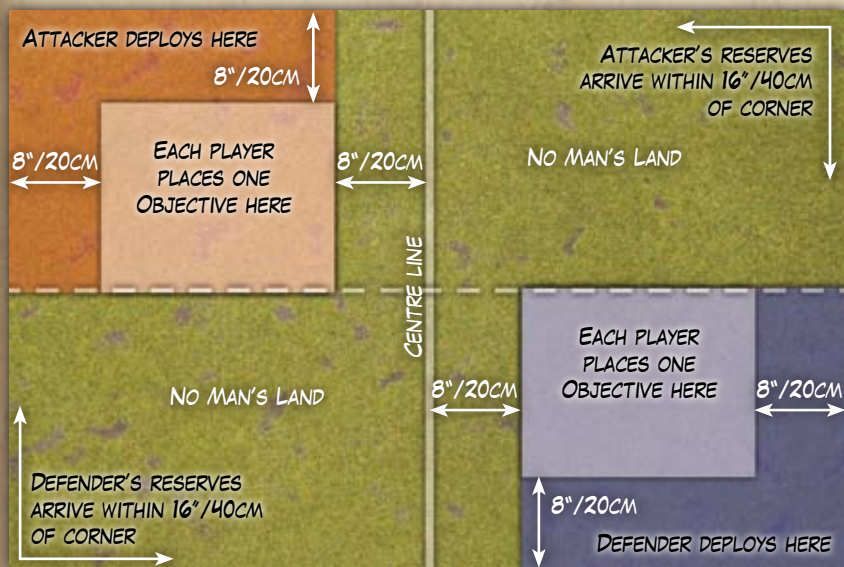 ATTACKER DEPLOYS HERE
8"/20CM
8"/20CM
EACH PLAYER
PLACES ONE
OBJECTIVE HERE
8"/20CM
ATTACKER'S RESERVES
ARRIVE WITHIN 16"/40CM
OF CORNER
NO MAN'S LAND
CENTRE LINE
NO MAN'S LAND
DEFENDER'S RESERVES
ARRIVE WITHIN 16"/40CM
OF CORNER
EACH PLAYER
PLACES ONE
OBJECTIVE HERE
8"/20CM
8"/20CM
8"/20CM
DEFENDER DEPLOYS HERE